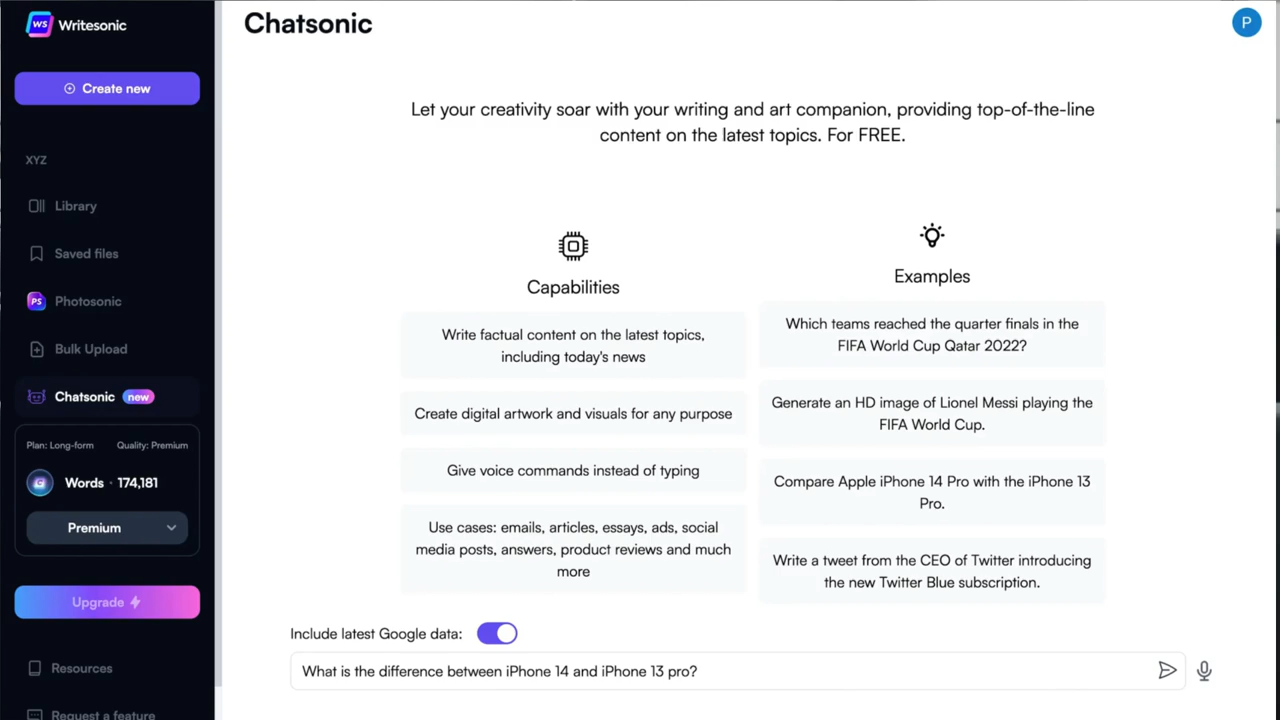 WS Writesonic
Create new
XYZ
Library
Saved files
PS Photosonic
Bulk Upload
Chatsonic new
Plan: Long-form Quality: Premium
Words · 174,181
Premium
Upgrade
Resources
Request a feature
Chatsonic
P
Let your creativity soar with your writing and art companion, providing top-of-the-line
content on the latest topics. For FREE.
Capabilities
Write factual content on the latest topics,
including today's news
Create digital artwork and visuals for any purpose
Give voice commands instead of typing
Use cases: emails, articles, essays, ads, social
media posts, answers, product reviews and much
more
Examples
Which teams reached the quarter finals in the
FIFA World Cup Qatar 2022?
Generate an HD image of Lionel Messi playing the
FIFA World Cup.
Compare Apple iPhone 14 Pro with the iPhone 13
Pro.
Write a tweet from the CEO of Twitter introducing
the new Twitter Blue subscription.
Include latest Google data:
What is the difference between iPhone 14 and iPhone 13 pro?